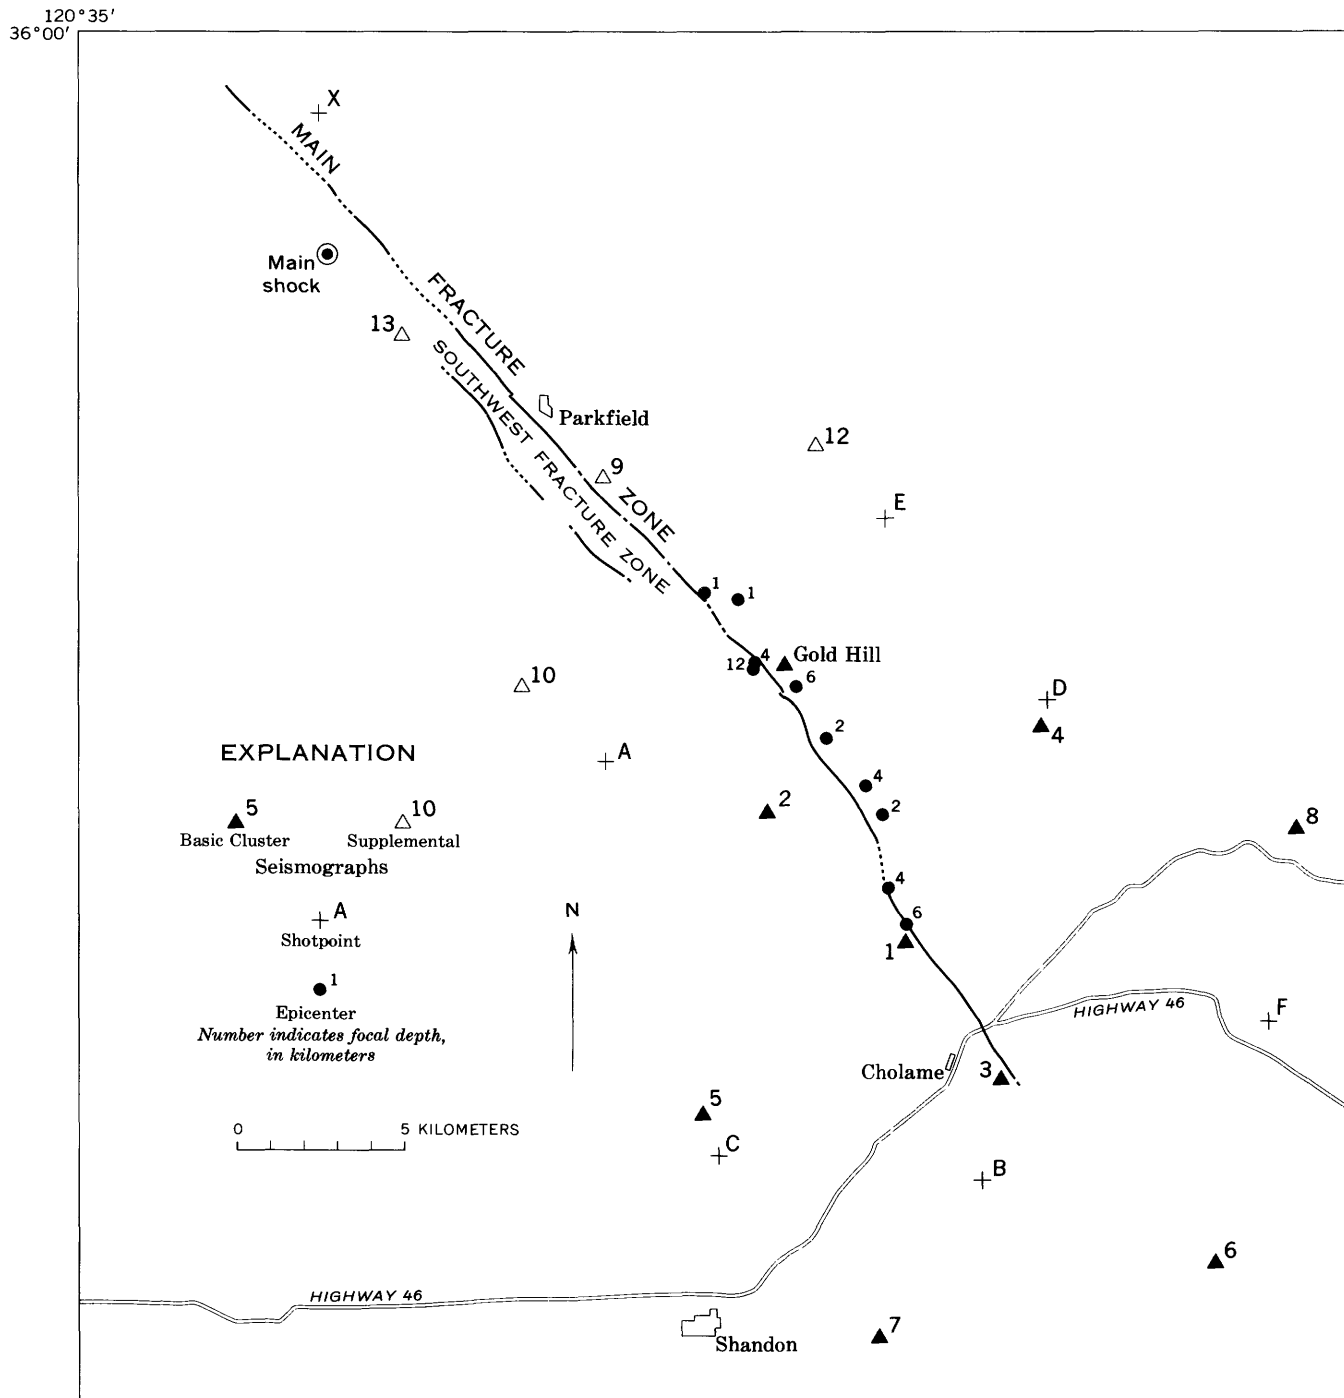 120°35′
36°00′
X
MAIN
Main
shock
FRACTURE
13
SOUTHWEST FRACTURE ZONE
Parkfield
12
9
ZONE
E
1
1
4
Gold Hill
12
6
10
D
2
4
EXPLANATION
A
4
2
2
5
10
8
Basic Cluster
Supplemental
Seismographs
4
A
N
6
Shotpoint
1
1
Epicenter
Number indicates focal depth,
in kilometers
HIGHWAY 46
F
Cholame
3
5
0 5 KILOMETERS
C
B
6
HIGHWAY 46
7
Shandon